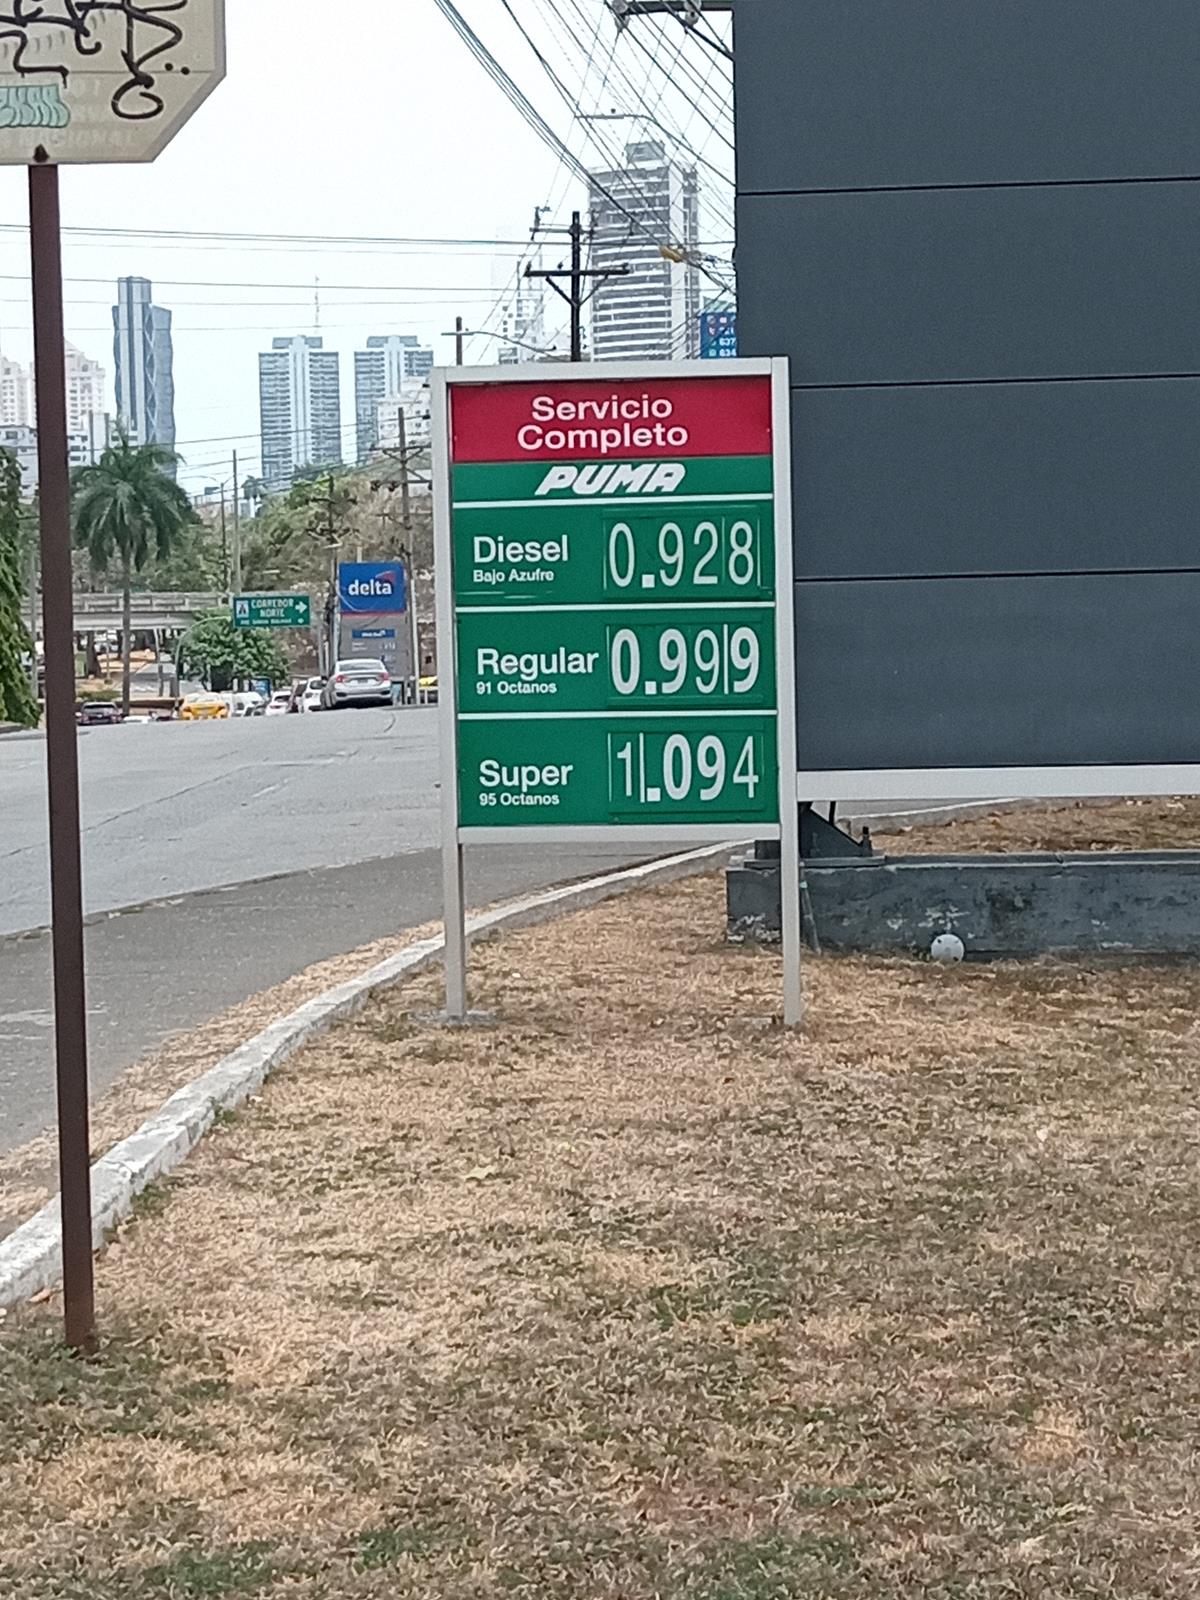 Servicio
Completo
PUMA
Diesel 0.928
Bajo Azufre
Regular 0.999
91 Octanos
Super 1.094
95 Octanos
delta
CORREDOR
NORTE